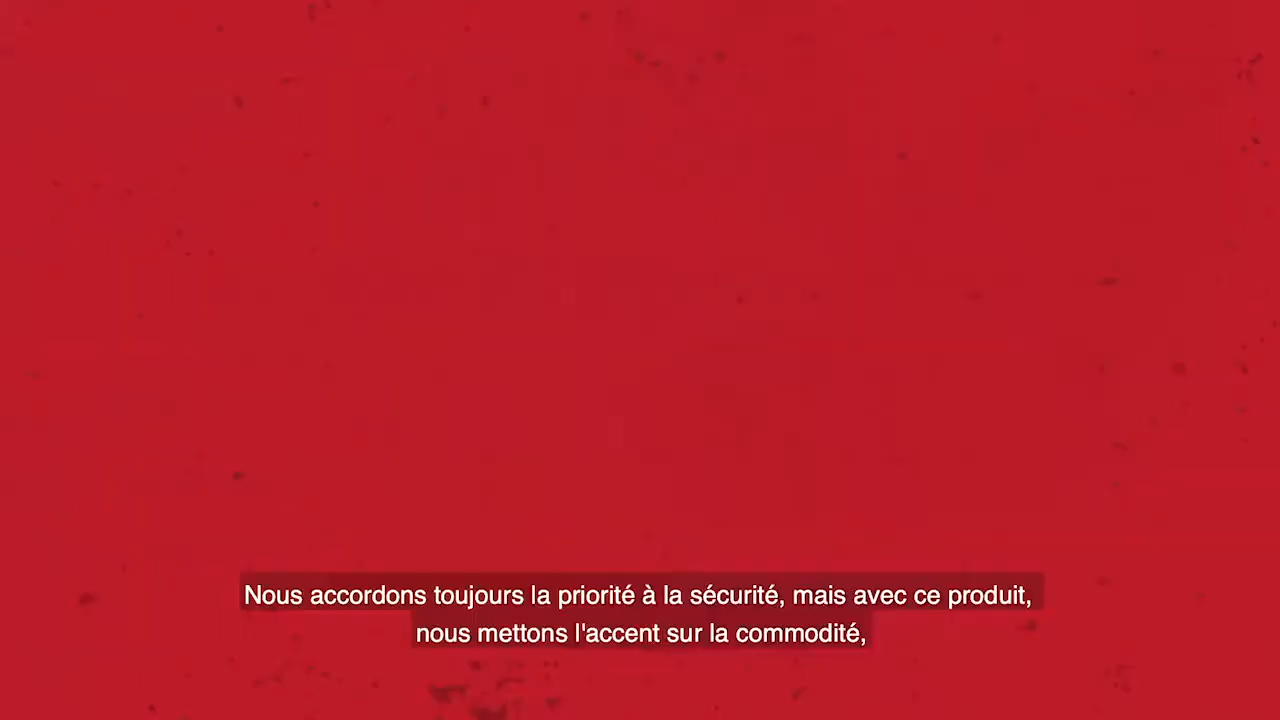 Nous accordons toujours la priorité à la sécurité, mais avec ce produit,
nous mettons l'accent sur la commodité,